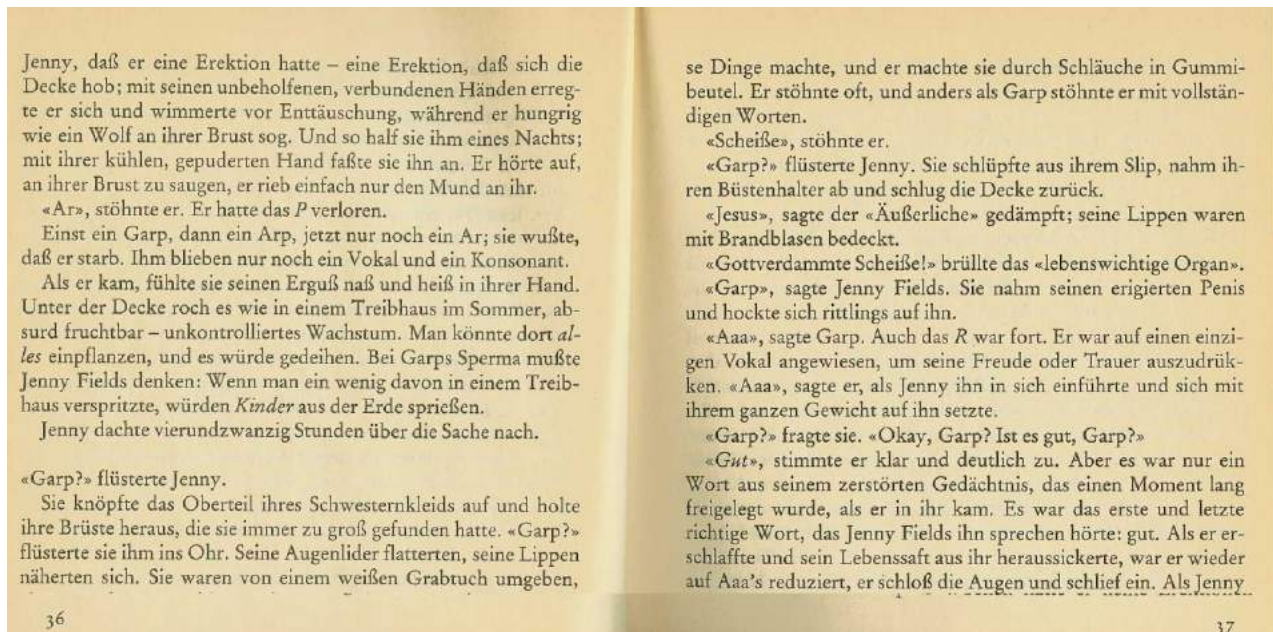 Jenny, daß er eine Erektion hatte – eine Erektion, daß sich die
Decke hob; mit seinen unbeholfenen, verbundenen Händen erreg-
te er sich und wimmerte vor Enttäuschung, während er hungrig
wie ein Wolf an ihrer Brust sog. Und so half sie ihm eines Nachts;
mit ihrer kühlen, gepuderten Hand faßte sie ihn an. Er hörte auf,
an ihrer Brust zu saugen, er rieb einfach nur den Mund an ihr.
«Ar», stöhnte er. Er hatte das P verloren.
Einst ein Garp, dann ein Arp, jetzt nur noch ein Ar; sie wußte,
daß er starb. Ihm blieben nur noch ein Vokal und ein Konsonant.
Als er kam, fühlte sie seinen Erguß naß und heiß in ihrer Hand.
Unter der Decke roch es wie in einem Treibhaus im Sommer, ab-
surd fruchtbar – unkontrolliertes Wachstum. Man könnte dort al-
les einpflanzen, und es würde gedeihen. Bei Garps Sperma mußte
Jenny Fields denken: Wenn man ein wenig davon in einem Treib-
haus verspritzte, würden Kinder aus der Erde sprießen.
Jenny dachte vierundzwanzig Stunden über die Sache nach.
«Garp?» flüsterte Jenny.
Sie knöpfte das Oberteil ihres Schwesternkleids auf und holte
ihre Brüste heraus, die sie immer zu groß gefunden hatte. «Garp?»
flüsterte sie ihm ins Ohr. Seine Augenlider flatterten, seine Lippen
näherten sich. Sie waren von einem weißen Grabtuch umgeben,
36
se Dinge machte, und er machte sie durch Schläuche in Gummi-
beutel. Er stöhnte oft, und anders als Garp stöhnte er mit vollstän-
digen Worten.
«Scheiße», stöhnte er.
«Garp?» flüsterte Jenny. Sie schlüpfte aus ihrem Slip, nahm ih-
ren Büstenhalter ab und schlug die Decke zurück.
«Jesus», sagte der «Äußerliche» gedämpft; seine Lippen waren
mit Brandblasen bedeckt.
«Gottverdammte Scheiße!» brüllte das «lebenswichtige Organ».
«Garp», sagte Jenny Fields. Sie nahm seinen erigierten Penis
und hockte sich rittlings auf ihn.
«Aaa», sagte Garp. Auch das R war fort. Er war auf einen einzi-
gen Vokal angewiesen, um seine Freude oder Trauer auszudrük-
ken. «Aaa», sagte er, als Jenny ihn in sich einführte und sich mit
ihrem ganzen Gewicht auf ihn setzte.
«Garp?» fragte sie. «Okay, Garp? Ist es gut, Garp?»
«Gut», stimmte er klar und deutlich zu. Aber es war nur ein
Wort aus seinem zerstörten Gedächtnis, das einen Moment lang
freigelegt wurde, als er in ihr kam. Es war das erste und letzte
richtige Wort, das Jenny Fields ihn sprechen hörte: gut. Als er er-
schlaffte und sein Lebenssaft aus ihr heraussickerte, war er wieder
auf Aaa's reduziert, er schloß die Augen und schlief ein. Als Jenny
37